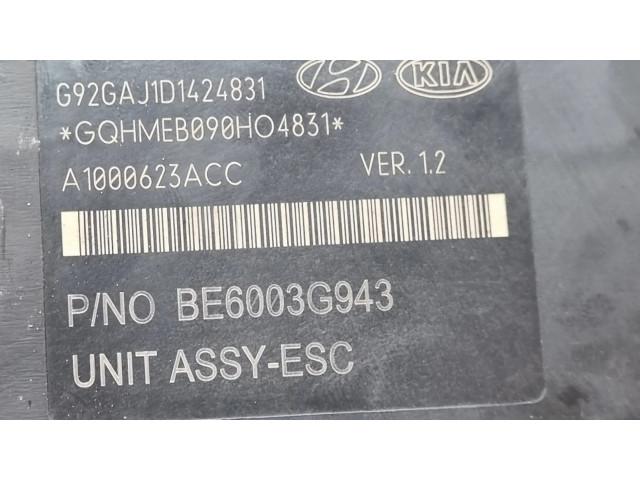 G92GAJ1D1424831
KIA
*GQHMEB090HO4831*
A1000623ACC VER. 1.2
P/NO BE6003G943
UNIT ASSY-ESC